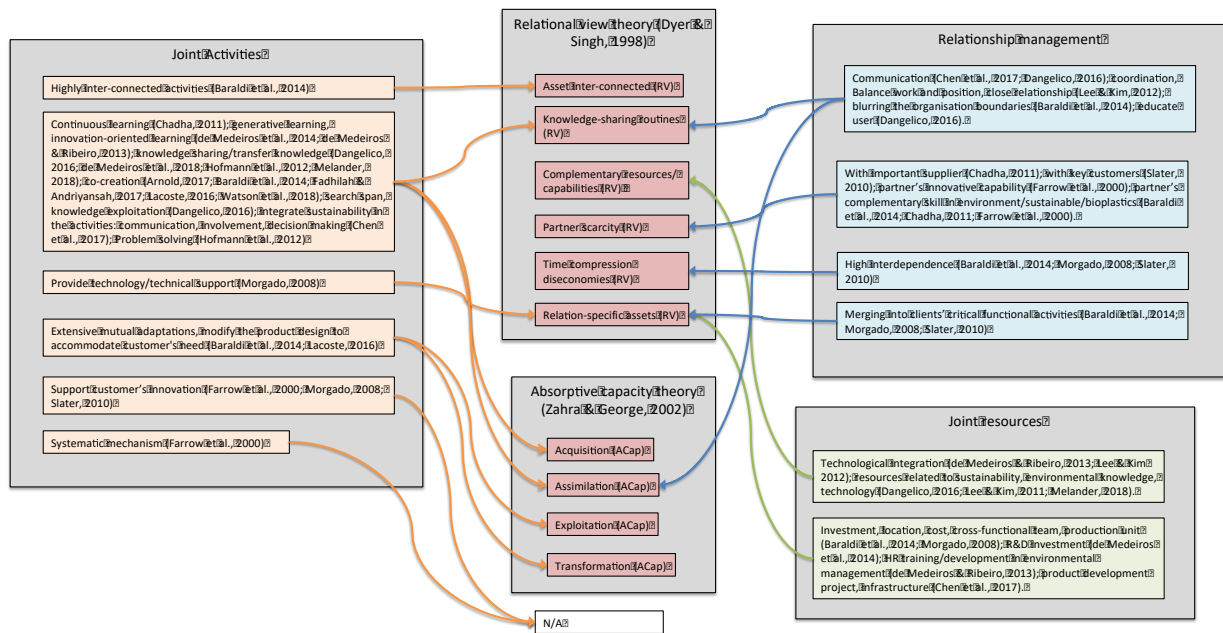 Joint Activities
Highly inter-connected activities (Baraldi et al., 2014)
Continuous learning (Chadha, 2011); generative learning,
innovation-oriented learning (de Medeiros et al., 2014; de Medeiros
& Ribeiro, 2013); knowledge sharing/transfer knowledge (Dangelico,
2016; de Medeiros et al., 2018; Hofmann et al., 2012; Melander,
2018); co-creation (Arnold, 2017; Baraldi et al., 2014; Fadhilah &
Andriyansah, 2017; Lacoste, 2016; Watson et al., 2018); search span,
knowledge exploitation (Dangelico, 2016); integrate sustainability in
the activities: communication, involvement, decision making (Chen
et al., 2017); Problem solving (Hofmann et al., 2012)
Provide technology/technical support (Morgado, 2008)
Extensive mutual adaptations, modify the product design to
accommodate customer's need (Baraldi et al., 2014; Lacoste, 2016)
Support customer's innovation (Farrow et al., 2000; Morgado, 2008;
Slater, 2010)
Systematic mechanism (Farrow et al., 2000)
Relational view theory (Dyer &
Singh, 1998)
Asset inter-connected (RV)
Knowledge-sharing routines
(RV)
Complementary resources/
capabilities (RV)
Partner scarcity (RV)
Time compression
diseconomies (RV)
Relation-specific assets (RV)
Absorptive capacity theory
(Zahra & George, 2002)
Acquisition (ACap)
Assimilation (ACap)
Exploitation (ACap)
Transformation (ACap)
N/A
Relationship management
Communication (Chen et al., 2017; Dangelico, 2016); coordination,
Balance work and position, close relationship (Lee & Kim, 2012);
blurring the organisation boundaries (Baraldi et al., 2014); educate
user (Dangelico, 2016).
With important supplier (Chadha, 2011); with key customers (Slater,
2010); partner's innovative capability (Farrow et al., 2000); partner's
complementary skill in environment/sustainable/bioplastics (Baraldi
et al., 2014; Chadha, 2011; Farrow et al., 2000).
High interdependence (Baraldi et al., 2014; Morgado, 2008; Slater,
2010)
Merging into clients' critical functional activities (Baraldi et al., 2014;
Morgado, 2008; Slater, 2010)
Joint resources
Technological integration (de Medeiros & Ribeiro, 2013; Lee & Kim
2012); resources related to sustainability, environmental knowledge,
technology (Dangelico, 2016; Lee & Kim, 2011; Melander, 2018).
Investment, location, cost, cross-functional team, production unit
(Baraldi et al., 2014; Morgado, 2008); R&D investment (de Medeiros
et al., 2014); HR training/development in environmental
management (de Medeiros & Ribeiro, 2013); product development
project, infrastructure (Chen et al., 2017).